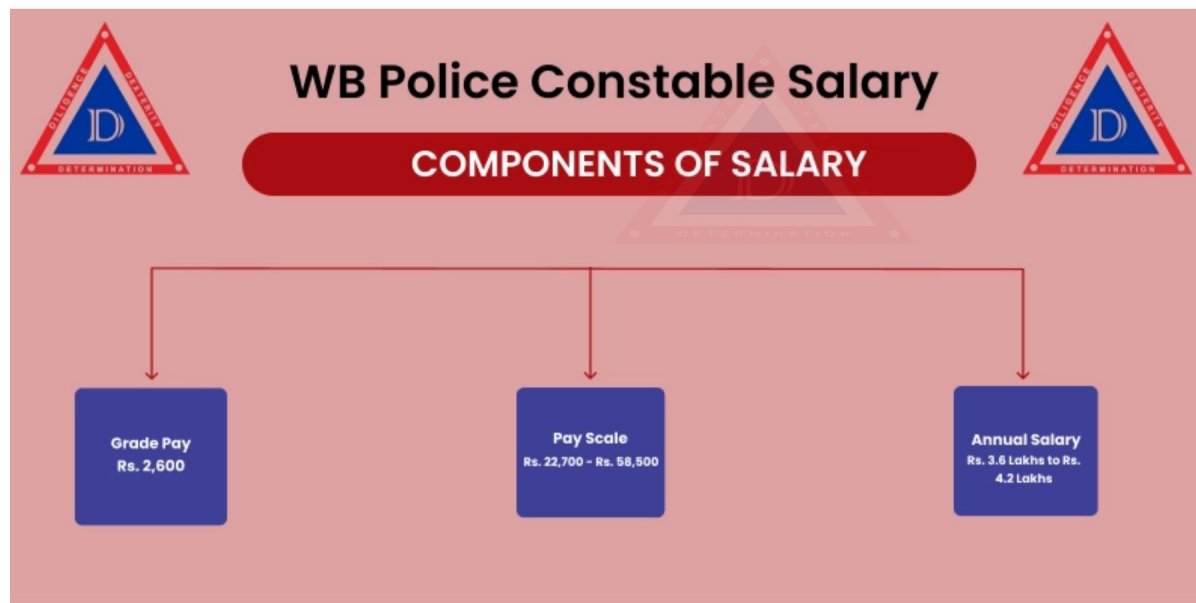 DILIGENCE
DEXTERITY
D
DETERMINATION
WB Police Constable Salary
COMPONENTS OF SALARY
DILIGENCE
DEXTERITY
D
DETERMINATION
D
DETERMINATION
Grade Pay
Rs. 2,600
Pay Scale
Rs. 22,700 - Rs. 58,500
Annual Salary
Rs. 3.6 Lakhs to Rs.
4.2 Lakhs